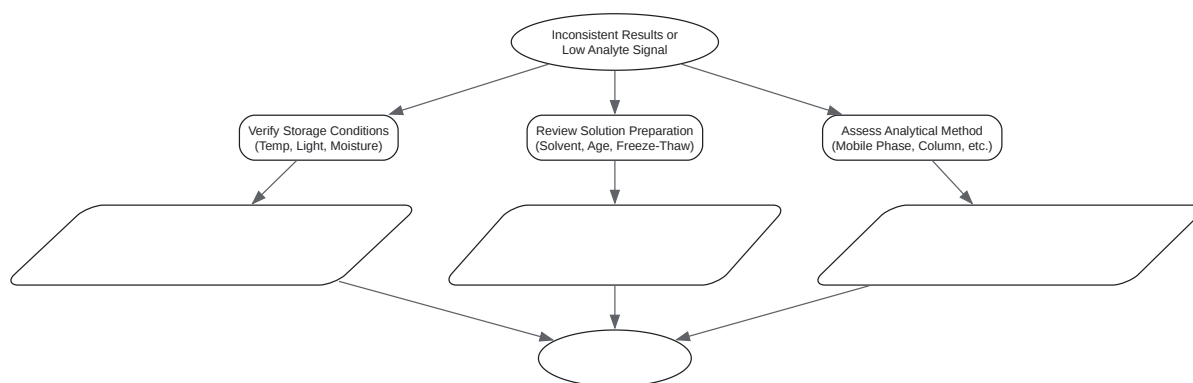 Inconsistent Results or
Low Analyte Signal
Verify Storage Conditions
(Temp, Light, Moisture)
Review Solution Preparation
(Solvent, Age, Freeze-Thaw)
Assess Analytical Method
(Mobile Phase, Column, etc.)